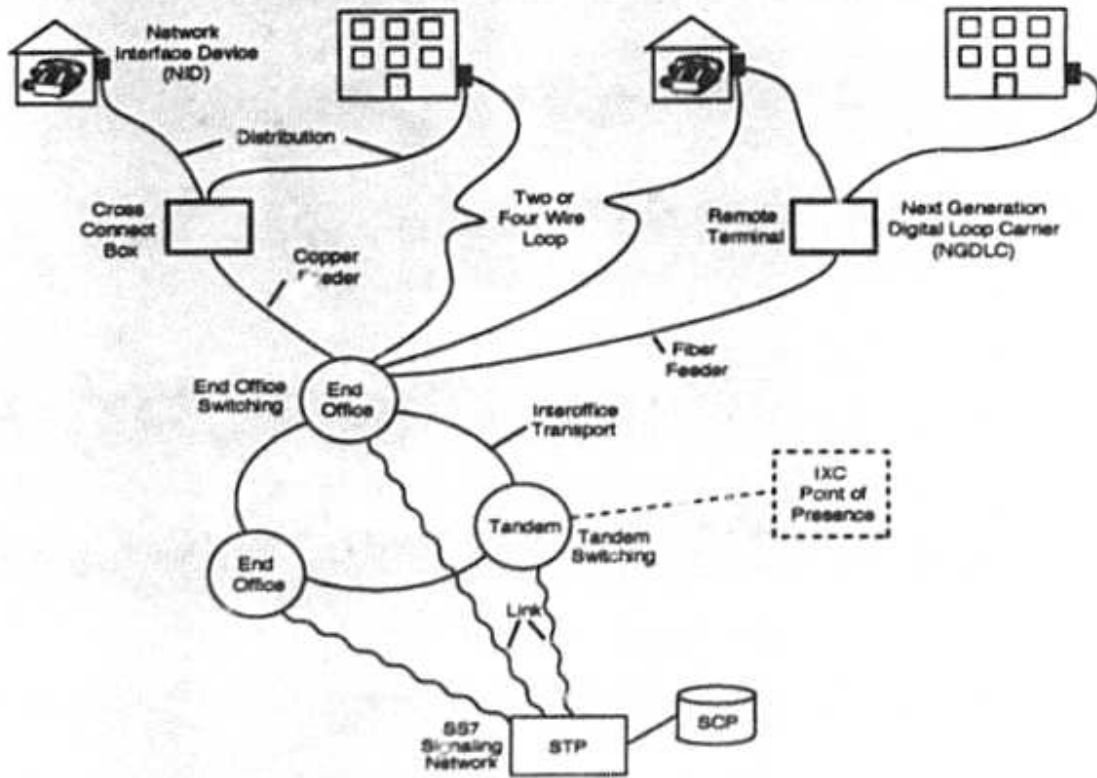 Network
Interface Device
(NID)
Distribution
Cross
Connect
Box
Copper
Feeder
Two or
Four Wire
Loop
Remote
Terminal
Next Generation
Digital Loop Carrier
(NGDLC)
Fiber
Feeder
End Office
Switching
End
Office
Interoffice
Transport
IXC
Point of
Presence
Tandem
Tandem
Switching
End
Office
Link
SS7
Signaling
Network
STP
SCP